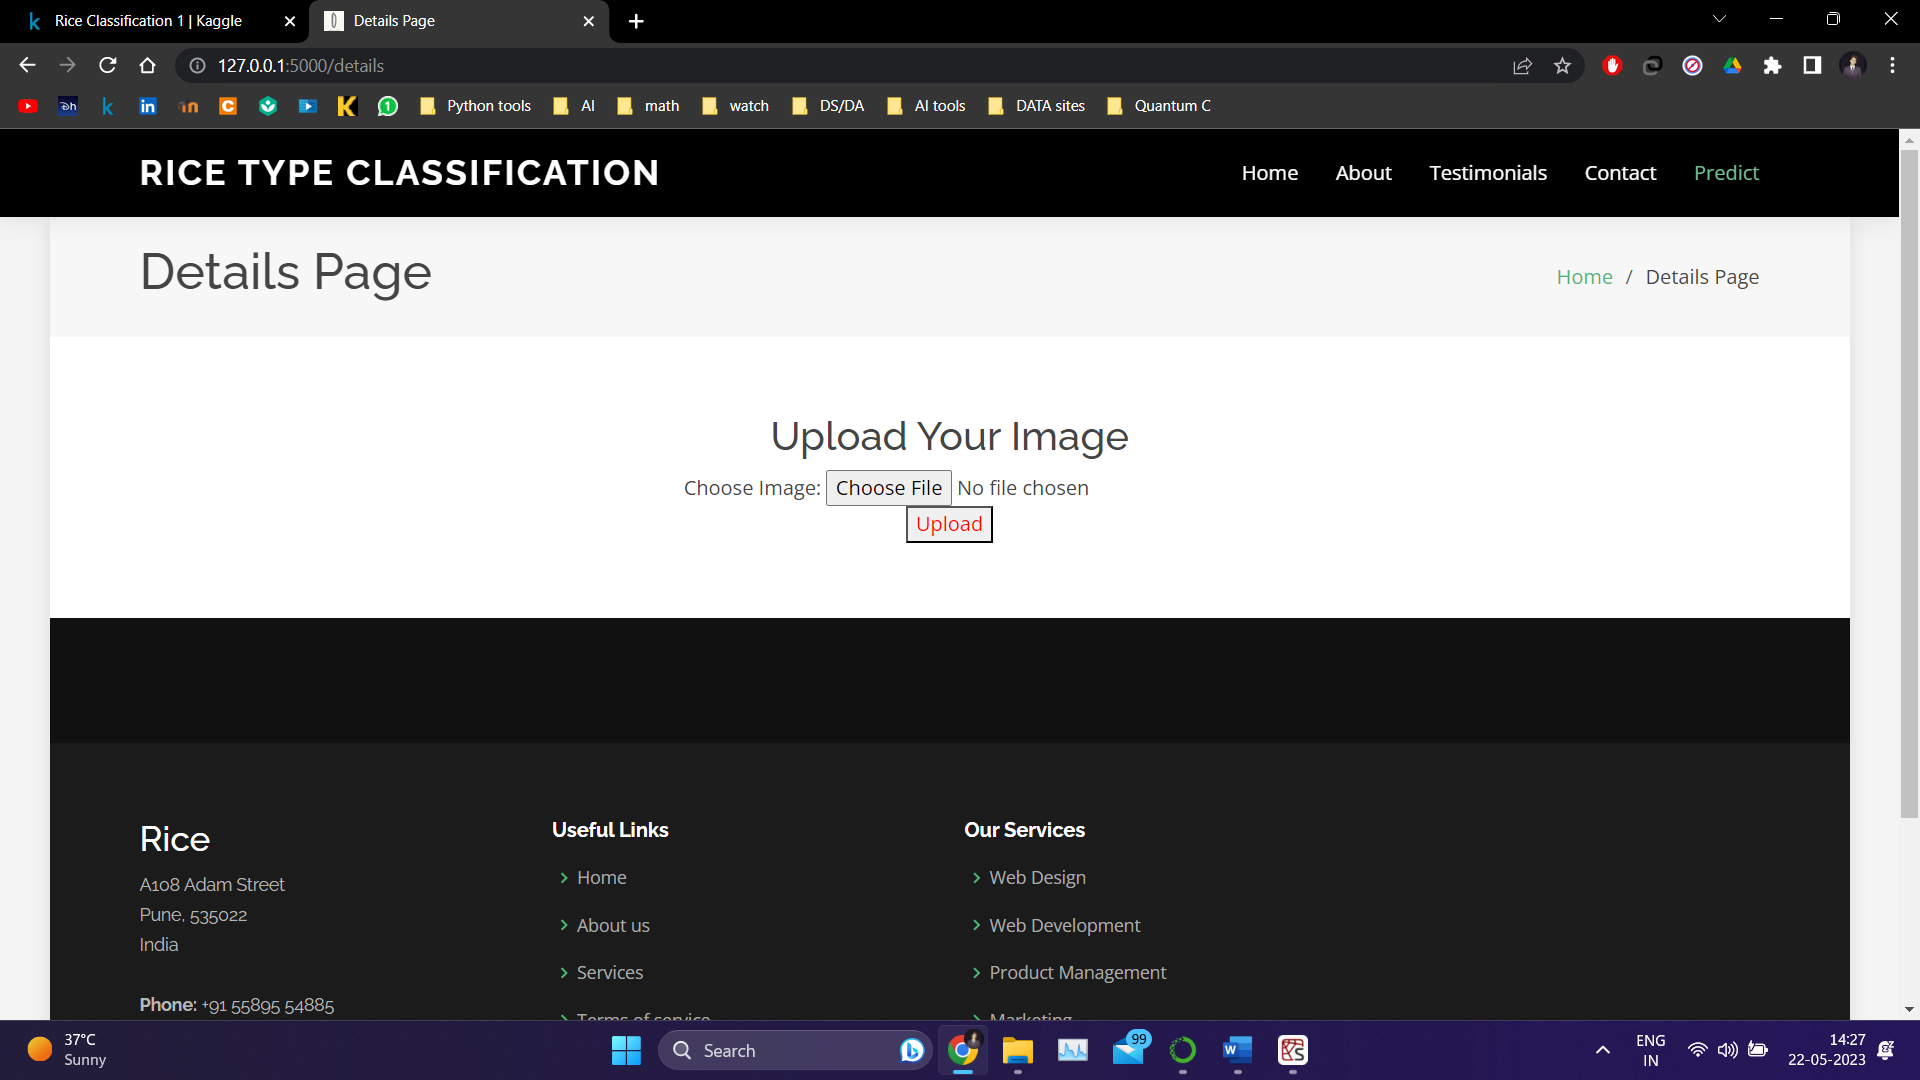 Rice Classification 1 | Kaggle
Details Page
127.0.0.1:5000/details
Python tools
AI
math
watch
DS/DA
AI tools
DATA sites
Quantum C
RICE TYPE CLASSIFICATION
Home
About
Testimonials
Contact
Predict
Details Page
Home / Details Page
Upload Your Image
Choose Image: Choose File No file chosen
Upload
Rice
A108 Adam Street
Pune, 535022
India
Phone: +91 55895 54885
Useful Links
Home
About us
Services
Terms of service
Our Services
Web Design
Web Development
Product Management
Marketing
37°C
Sunny
Search
99
ENG
IN
14:27
22-05-2023